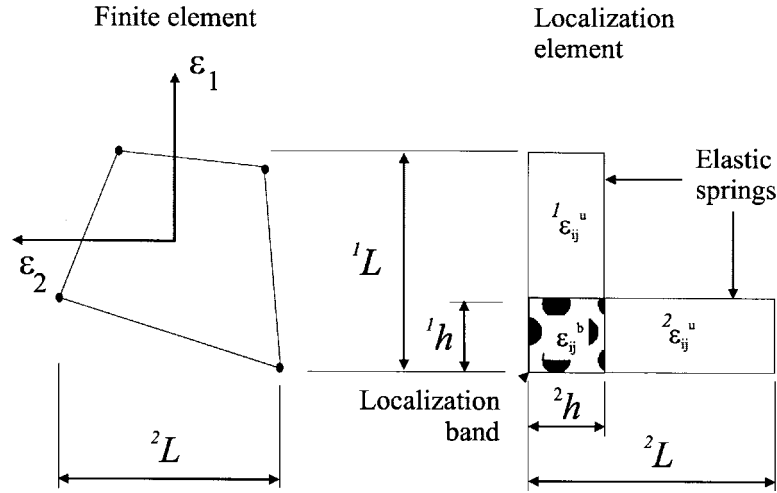 Finite element
Localization
element
ε₁
Elastic
springs
¹εᵢⱼᵘ
¹L
ε₂
¹h
εᵢⱼᵇ
²εᵢⱼᵘ
Localization
band
²h
²L
²L